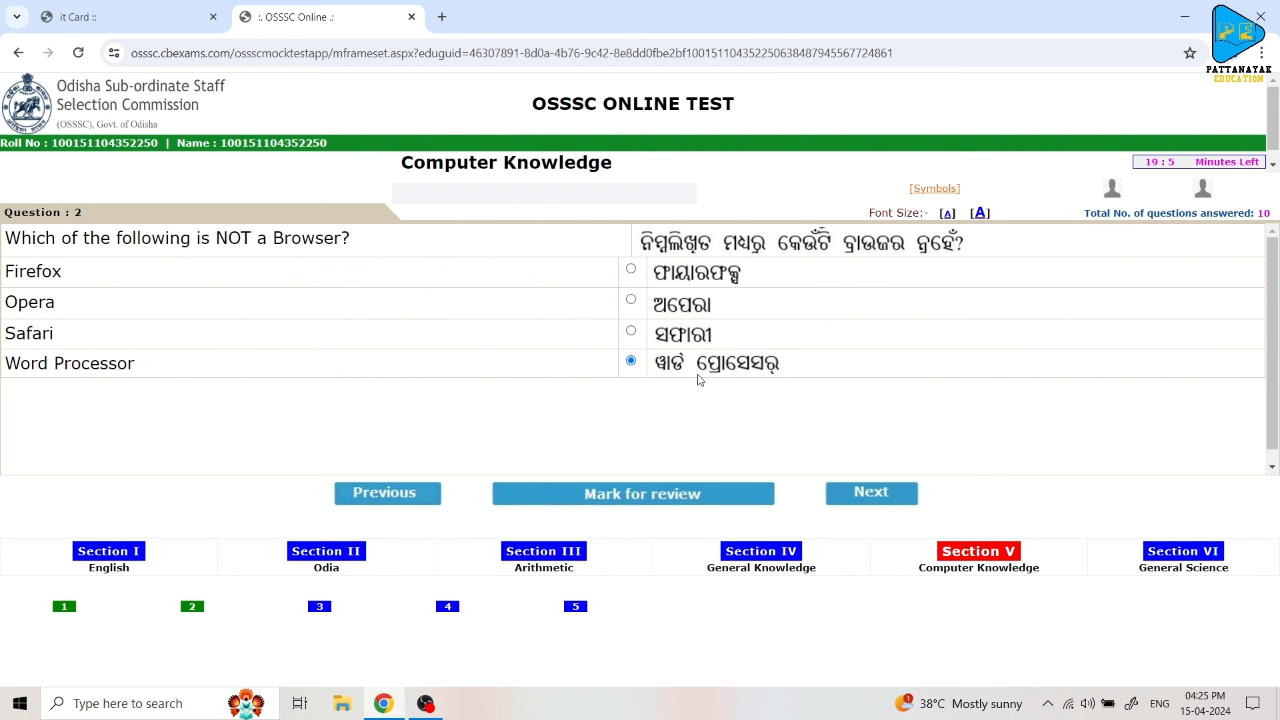 it Card ::
:. OSSSC Online .:
osssc.cbexams.com/ossscmocktestapp/mframeset.aspx?eduguid=46307891-8d0a-4b76-9c42-8e8dd0fbe2bf100151104352250638487945567724861
PATTANAYAK
EDUCATION
Odisha Sub-ordinate Staff
Selection Commission
(OSSSC), Govt. of Odisha
OSSSC ONLINE TEST
Roll No : 100151104352250 | Name : 100151104352250
Computer Knowledge
19 : 5 Minutes Left
[Symbols]
Question : 2
Font Size:- [A] [A]
Total No. of questions answered: 10
Which of the following is NOT a Browser?
ନିମ୍ନଲିଖିତ ମଧ୍ୟରୁ କେଉଁଟି ବ୍ରାଉଜର ନୁହେଁ?
Firefox
ଫାୟାରଫକ୍ସ
Opera
ଅପେରା
Safari
ସଫାରୀ
Word Processor
ୱାର୍ଡ ପ୍ରୋସେସର୍
Previous
Mark for review
Next
Section I
English
Section II
Odia
Section III
Arithmetic
Section IV
General Knowledge
Section V
Computer Knowledge
Section VI
General Science
1 2 3 4 5
Type here to search
38°C Mostly sunny
ENG
04:25 PM
15-04-2024